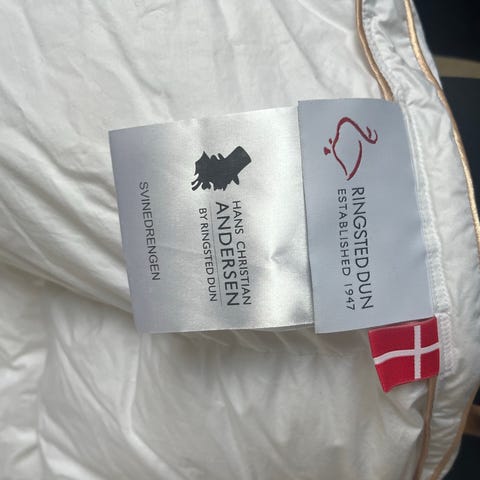 RINGSTED DUN
ESTABLISHED 1947
HANS CHRISTIAN
ANDERSEN
BY RINGSTED DUN
SVINEDRENGEN